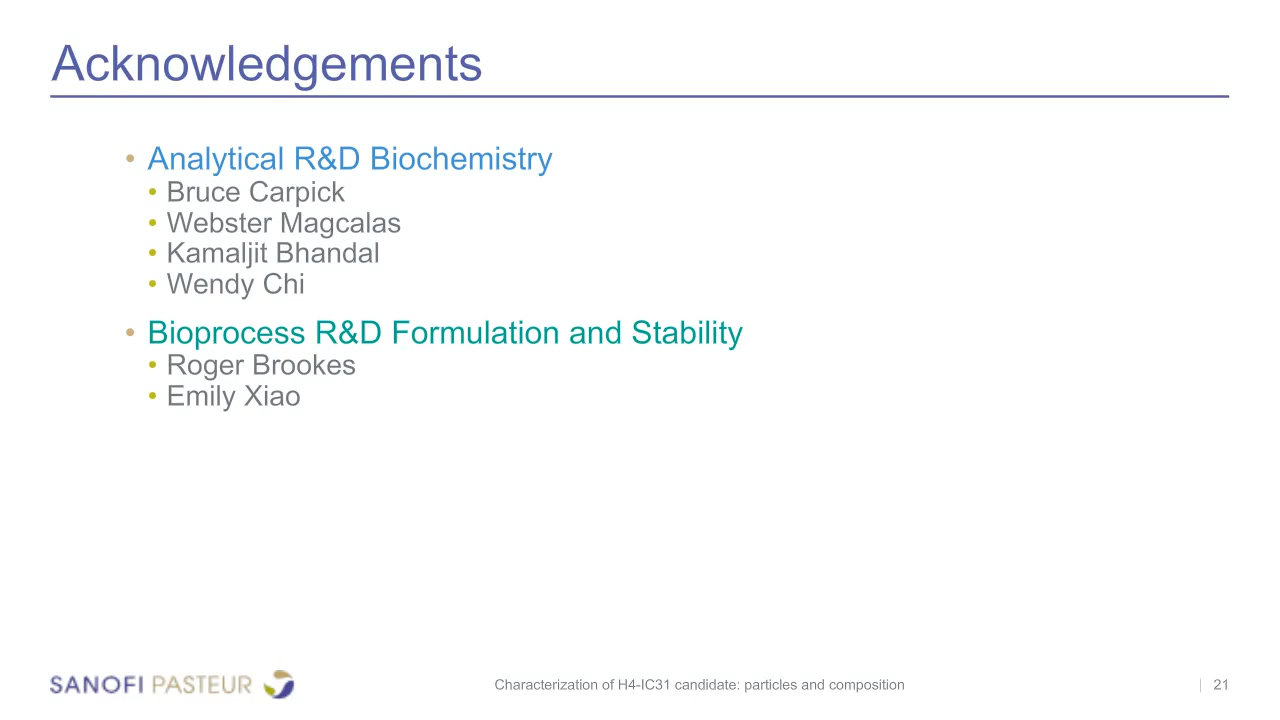 Acknowledgements
• Analytical R&D Biochemistry
• Bruce Carpick
• Webster Magcalas
• Kamaljit Bhandal
• Wendy Chi
• Bioprocess R&D Formulation and Stability
• Roger Brookes
• Emily Xiao
SANOFI PASTEUR
Characterization of H4-IC31 candidate: particles and composition
| 21